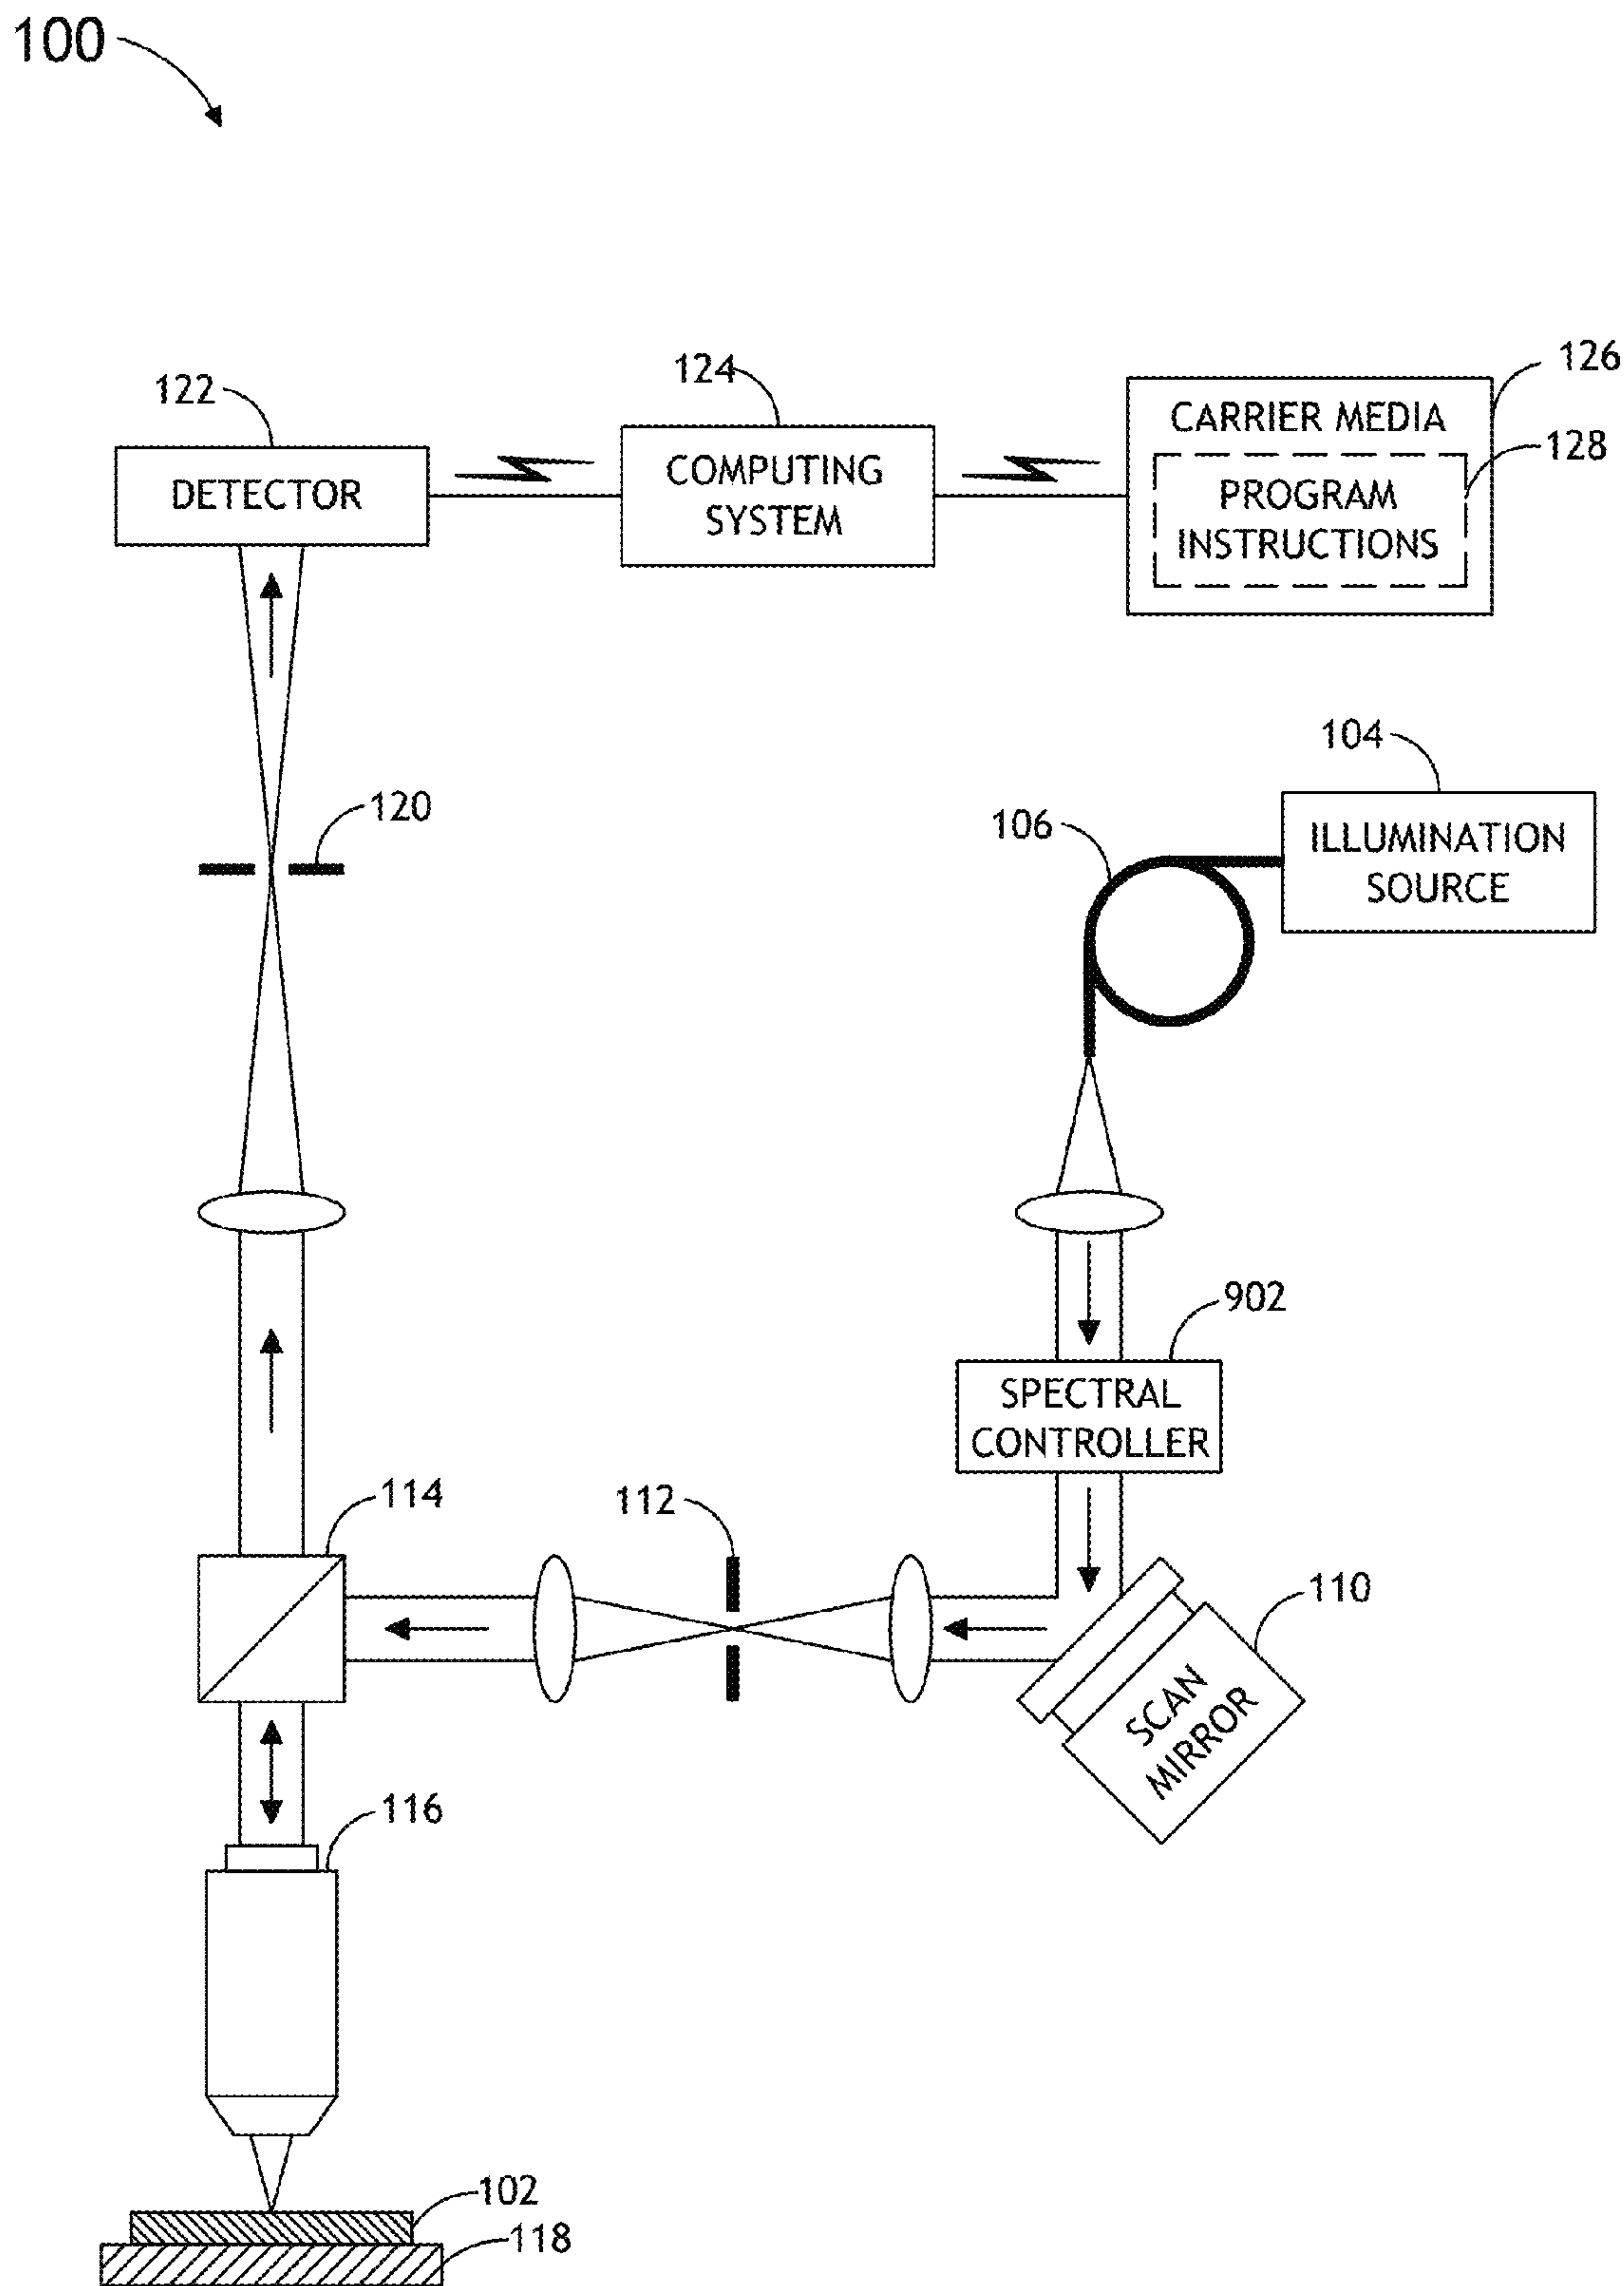 100
122
124
126
CARRIER MEDIA
128
DETECTOR
COMPUTING
SYSTEM
PROGRAM
INSTRUCTIONS
104
120
106
ILLUMINATION
SOURCE
902
SPECTRAL
CONTROLLER
114
112
110
SCAN
MIRROR
116
102
118